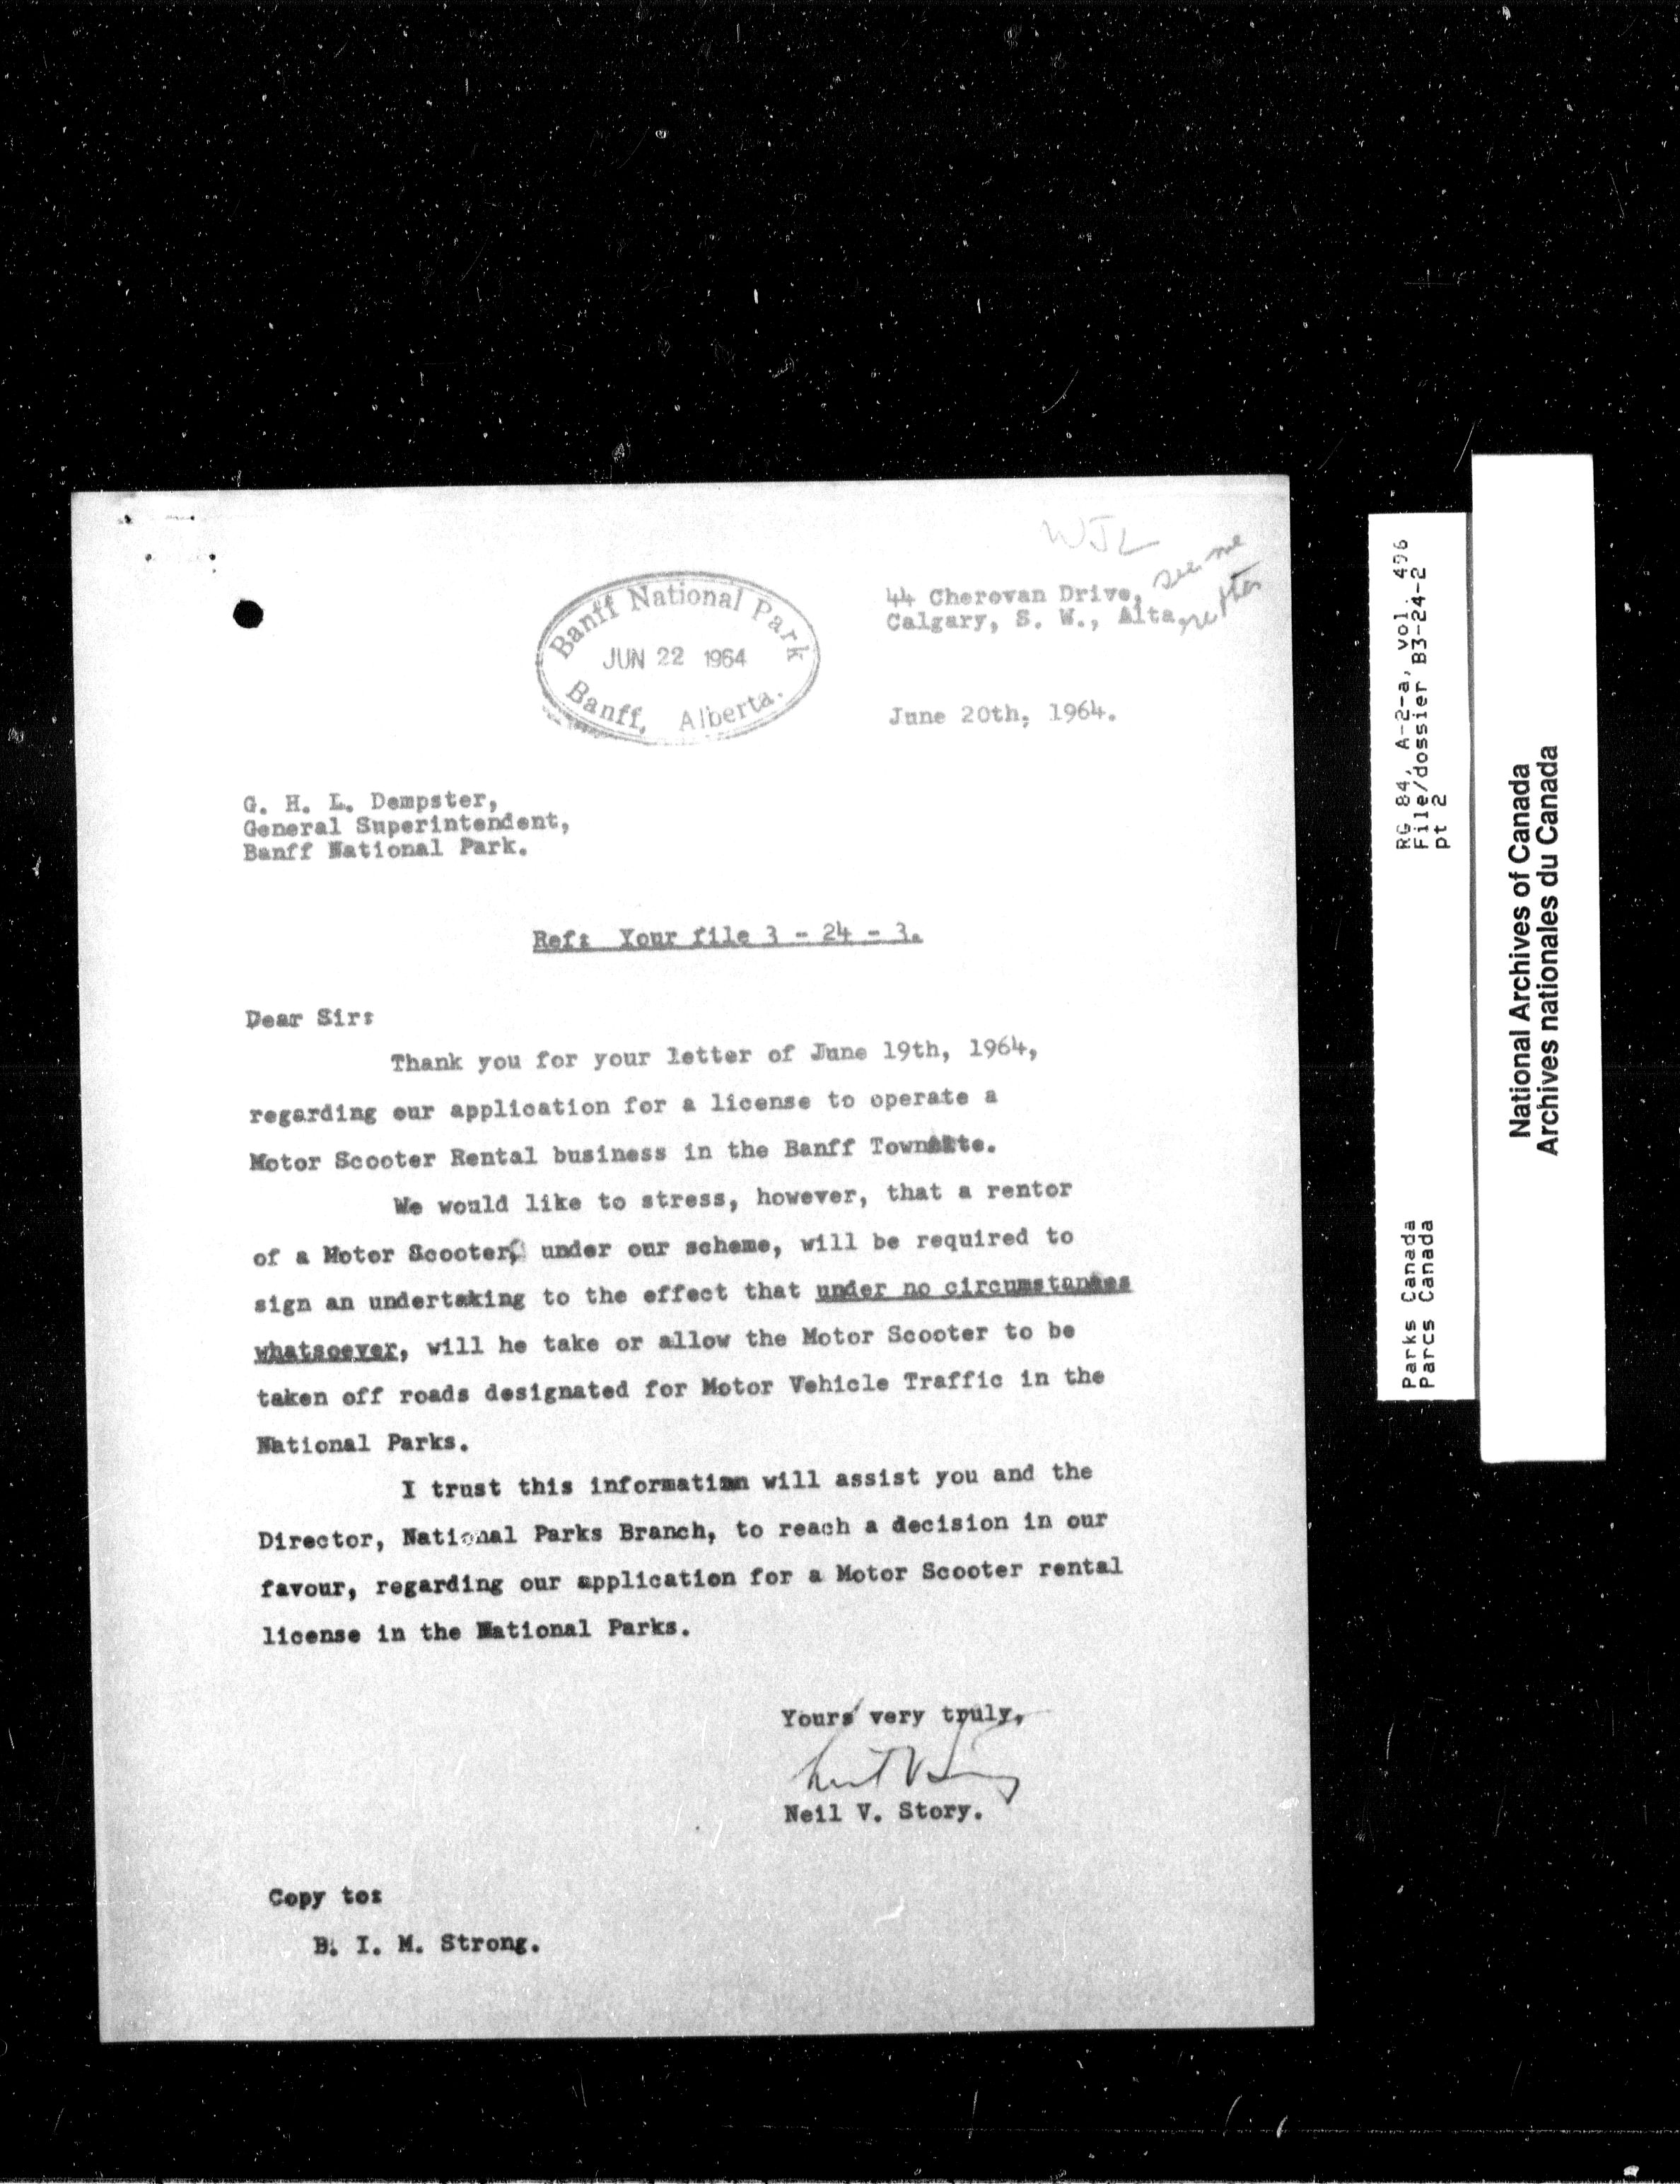 WJL
see me
re this
44 Cherovan Drive,
Calgary, S. W., Alta.
Banff National Park
JUN 22 1964
Banff, Alberta.
June 20th, 1964.
G. H. L. Dempster,
General Superintendent,
Banff National Park.
Ref: Your file 3 - 24 - 3.
Dear Sir:
Thank you for your letter of June 19th, 1964,
regarding our application for a license to operate a
Motor Scooter Rental business in the Banff Townsite.
We would like to stress, however, that a rentor
of a Motor Scooter, under our scheme, will be required to
sign an undertaking to the effect that under no circumstances
whatsoever, will he take or allow the Motor Scooter to be
taken off roads designated for Motor Vehicle Traffic in the
National Parks.
I trust this information will assist you and the
Director, National Parks Branch, to reach a decision in our
favour, regarding our application for a Motor Scooter rental
license in the National Parks.
Yours very truly,
Neil V. Story.
Copy to:
B. I. M. Strong.
RG 84, A-2-a, vol. 496
File/dossier B3-24-2
pt 2
Parks Canada
Parcs Canada
National Archives of Canada
Archives nationales du Canada